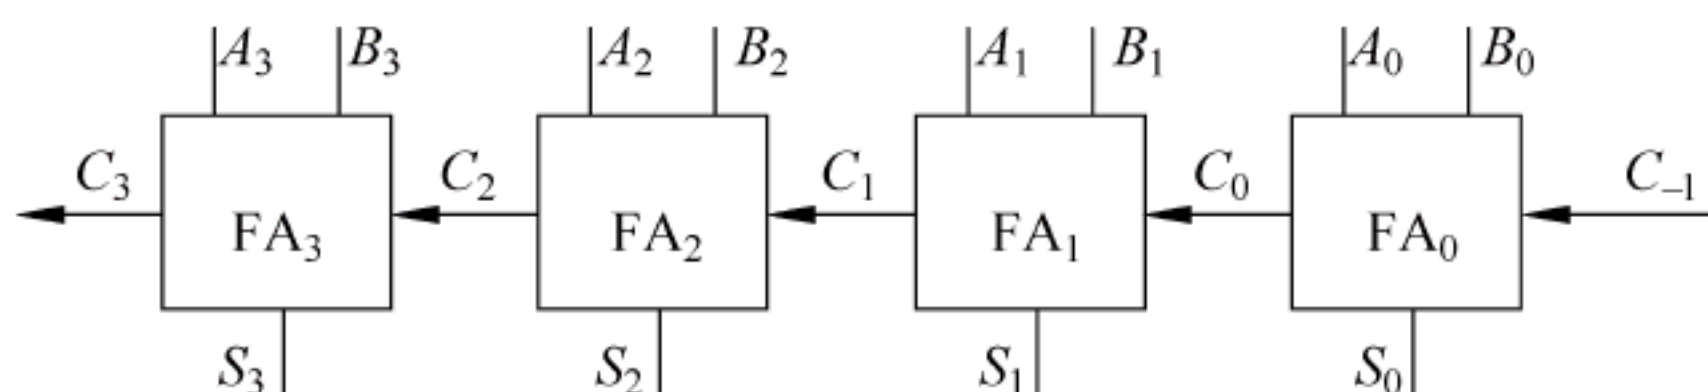 A₃ B₃ A₂ B₂ A₁ B₁ A₀ B₀
C₃ C₂ C₁ C₀ C₋₁
FA₃ FA₂ FA₁ FA₀
S₃ S₂ S₁ S₀